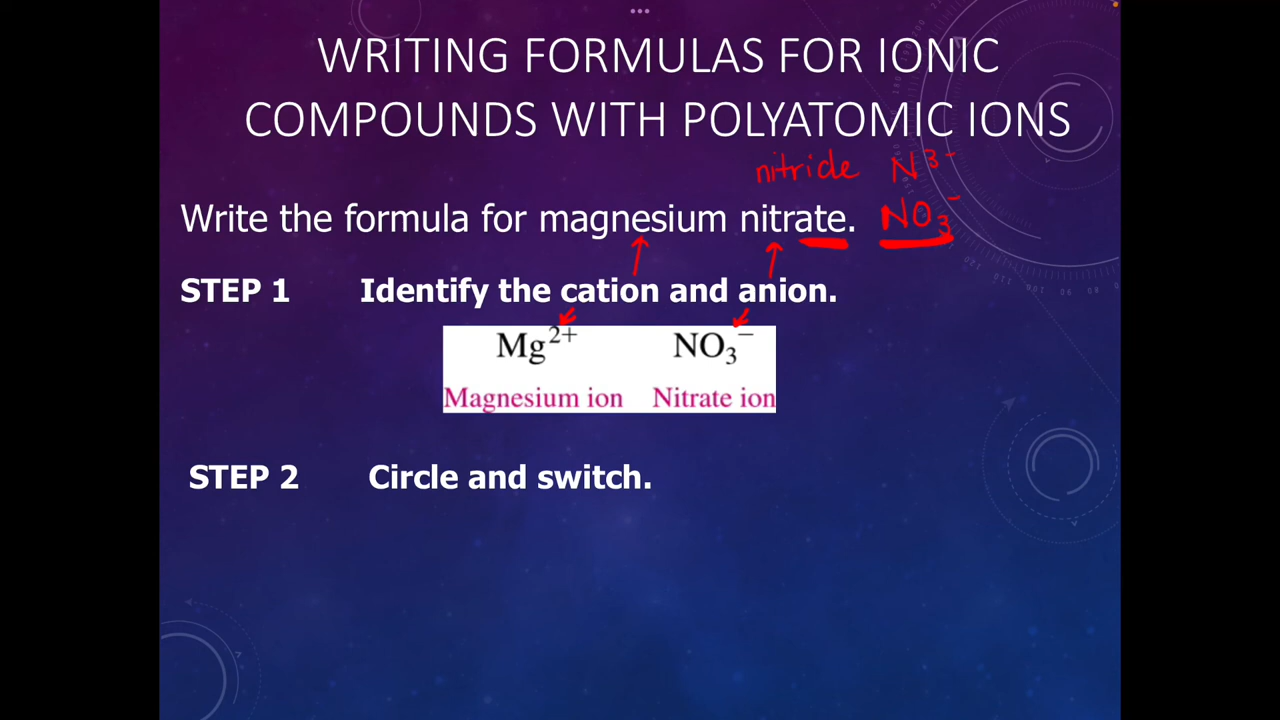 WRITING FORMULAS FOR IONIC
COMPOUNDS WITH POLYATOMIC IONS
nitride N³⁻
Write the formula for magnesium nitrate. NO₃⁻
STEP 1 Identify the cation and anion.
Mg²⁺ NO₃⁻
Magnesium ion Nitrate ion
STEP 2 Circle and switch.